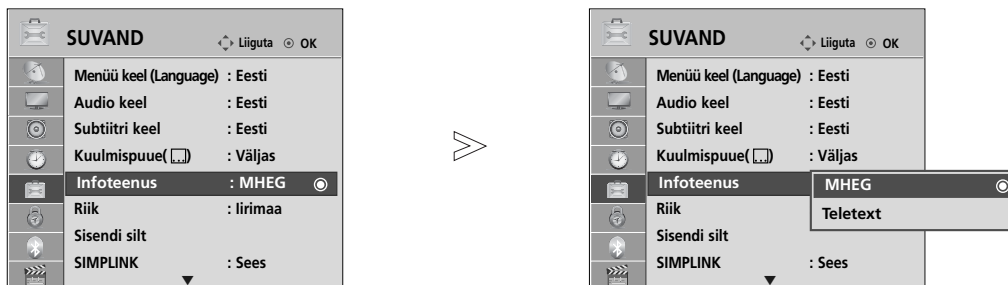 SUVAND
Liiguta OK
Menüü keel (Language) : Eesti
Audio keel : Eesti
Subtiitri keel : Eesti
Kuulmispuue( ) : Väljas
Infoteenus : MHEG
Riik : Iirimaa
Sisendi silt
SIMPLINK : Sees
SUVAND
Liiguta OK
Menüü keel (Language) : Eesti
Audio keel : Eesti
Subtiitri keel : Eesti
Kuulmispuue( ) : Väljas
Infoteenus
MHEG
Riik
Teletext
Sisendi silt
SIMPLINK : Sees